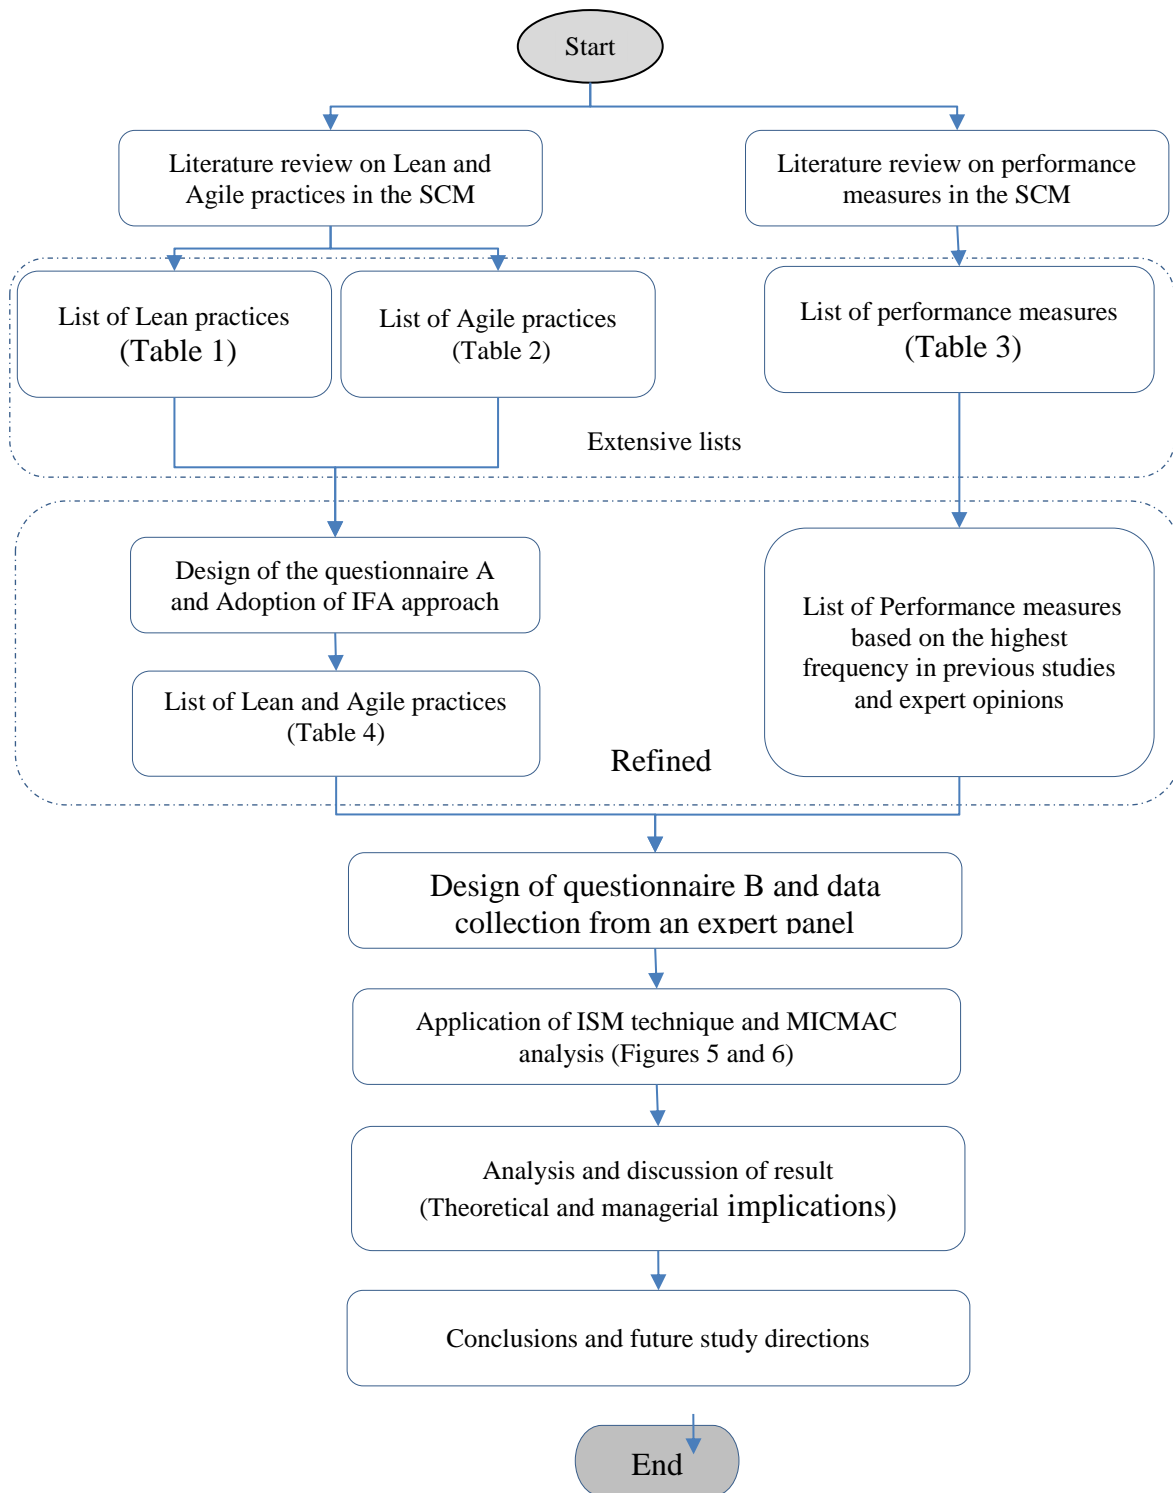 Start
Literature review on Lean and
Agile practices in the SCM
Literature review on performance
measures in the SCM
List of Lean practices
(Table 1)
List of Agile practices
(Table 2)
List of performance measures
(Table 3)
Extensive lists
Design of the questionnaire A
and Adoption of IFA approach
List of Lean and Agile practices
(Table 4)
List of Performance measures
based on the highest
frequency in previous studies
and expert opinions
Refined
Design of questionnaire B and data
collection from an expert panel
Application of ISM technique and MICMAC
analysis (Figures 5 and 6)
Analysis and discussion of result
(Theoretical and managerial implications)
Conclusions and future study directions
End